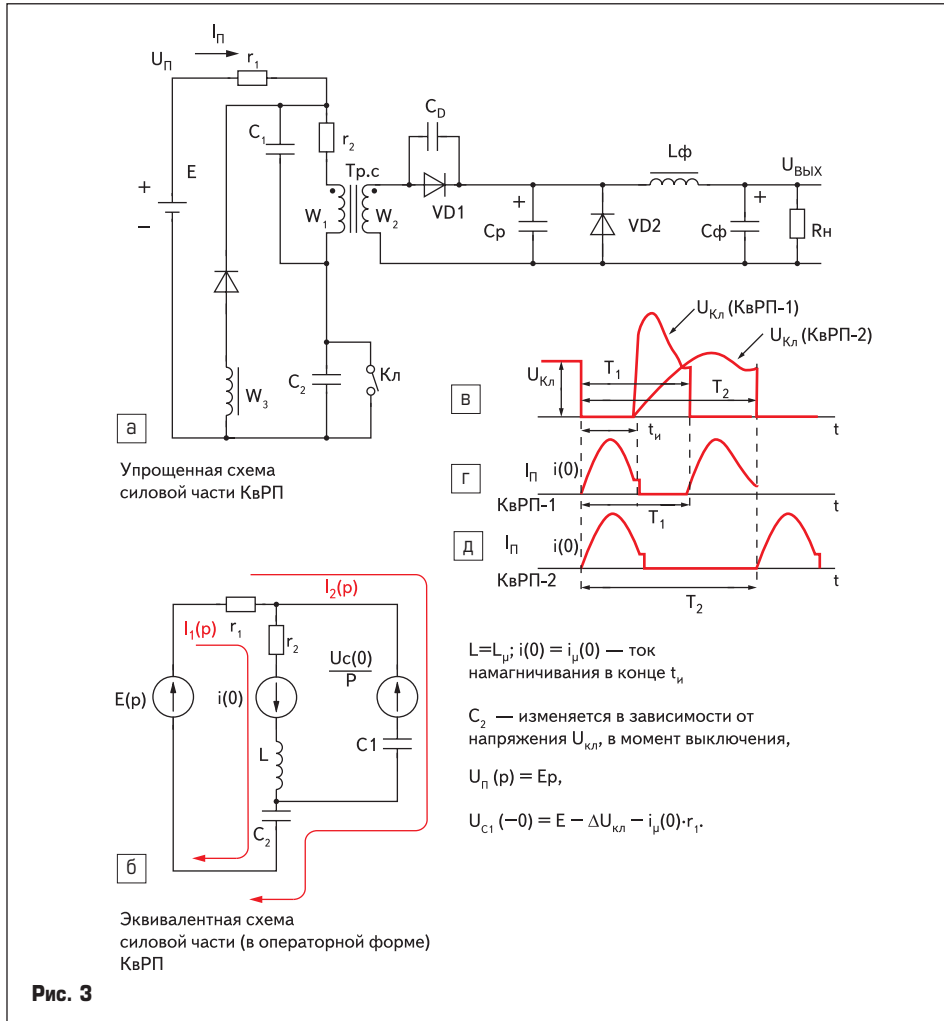 Iп
Uп
r₁
C₁
r₂
E
+
−
Тр.с
W₁
W₂
C_D
VD1
Cр
+
VD2
Lф
Uвых
+
Cф
Rн
W₃
C₂
Кл
а
Упрощенная схема
силовой части КвРП
Uкл (КвРП-1)
Uкл (КвРП-2)
Uкл
T₁
T₂
tи
t
в
г
Iп i(0)
КвРП-1
T₁
t
д
Iп i(0)
КвРП-2
T₂
t
I₂(p)
I₁(p)
r₁
r₂
E(p)
i(0)
Uc(0)
P
L
C1
C₂
б
Эквивалентная схема
силовой части (в операторной форме)
КвРП
L=Lμ; i(0) = iμ(0) — ток
намагничивания в конце tи
C₂ — изменяется в зависимости от
напряжения Uкл, в момент выключения,
Uп (p) = Ep,
U_C1 (−0) = E − ΔUкл − iμ(0)·r₁.
Рис. 3